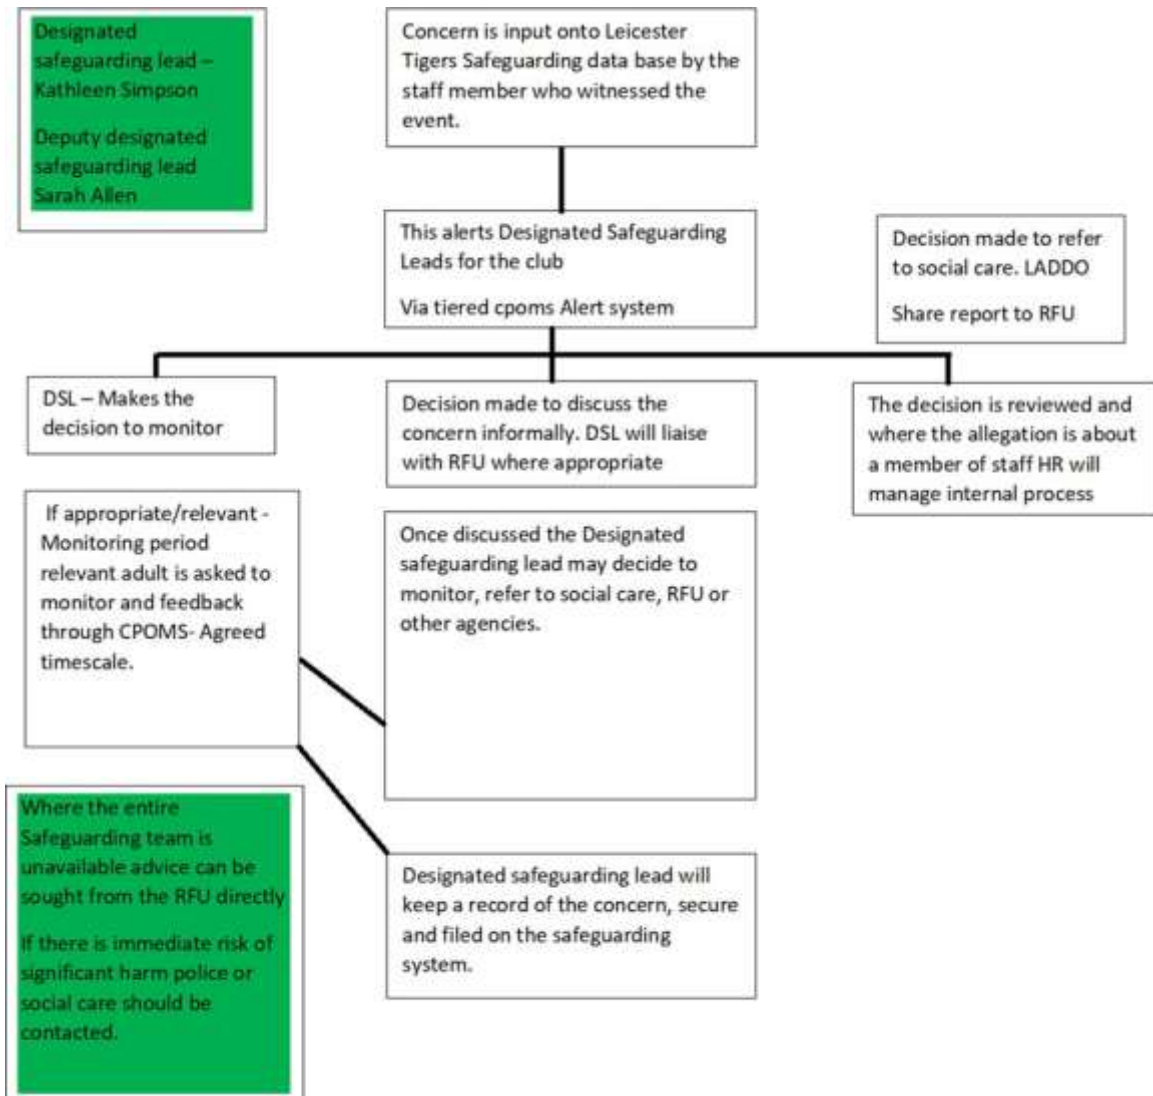 Designated
safeguarding lead –
Kathleen Simpson
Deputy designated
safeguarding lead
Sarah Allen
Concern is input onto Leicester
Tigers Safeguarding data base by the
staff member who witnessed the
event.
This alerts Designated Safeguarding
Leads for the club
Via tiered cpoms Alert system
Decision made to refer
to social care. LADDO
Share report to RFU
DSL – Makes the
decision to monitor
Decision made to discuss the
concern informally. DSL will liaise
with RFU where appropriate
The decision is reviewed and
where the allegation is about
a member of staff HR will
manage internal process
If appropriate/relevant -
Monitoring period
relevant adult is asked to
monitor and feedback
through CPOMS- Agreed
timescale.
Once discussed the Designated
safeguarding lead may decide to
monitor, refer to social care, RFU or
other agencies.
Where the entire
Safeguarding team is
unavailable advice can be
sought from the RFU directly
If there is immediate risk of
significant harm police or
social care should be
contacted.
Designated safeguarding lead will
keep a record of the concern, secure
and filed on the safeguarding
system.